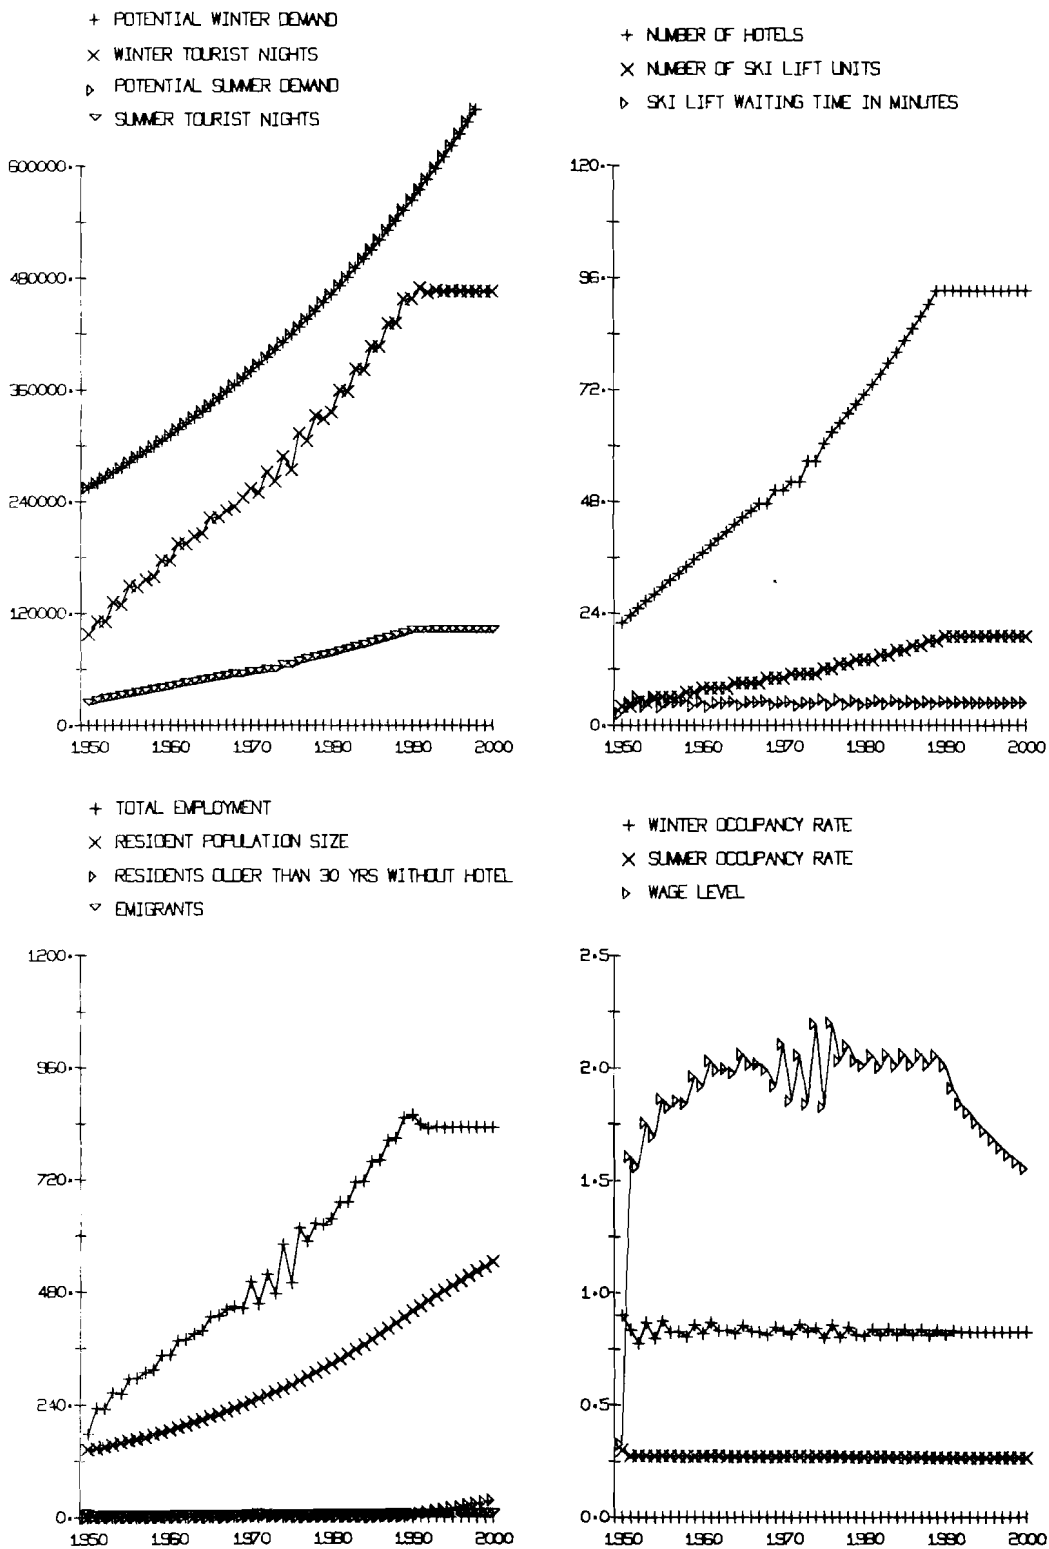 + POTENTIAL WINTER DEMAND
× WINTER TOURIST NIGHTS
▷ POTENTIAL SUMMER DEMAND
▽ SUMMER TOURIST NIGHTS
600000.
480000.
360000.
240000.
120000.
0.
1950 1960 1970 1980 1990 2000
+ NUMBER OF HOTELS
× NUMBER OF SKI LIFT UNITS
▷ SKI LIFT WAITING TIME IN MINUTES
120.
96.
72.
48.
24.
0.
1950 1960 1970 1980 1990 2000
+ TOTAL EMPLOYMENT
× RESIDENT POPULATION SIZE
▷ RESIDENTS OLDER THAN 30 YRS WITHOUT HOTEL
▽ EMIGRANTS
1200.
960.
720.
480.
240.
0.
1950 1960 1970 1980 1990 2000
+ WINTER OCCUPANCY RATE
× SUMMER OCCUPANCY RATE
▷ WAGE LEVEL
2.5
2.0
1.5
1.0
0.5
0.0
1950 1960 1970 1980 1990 2000